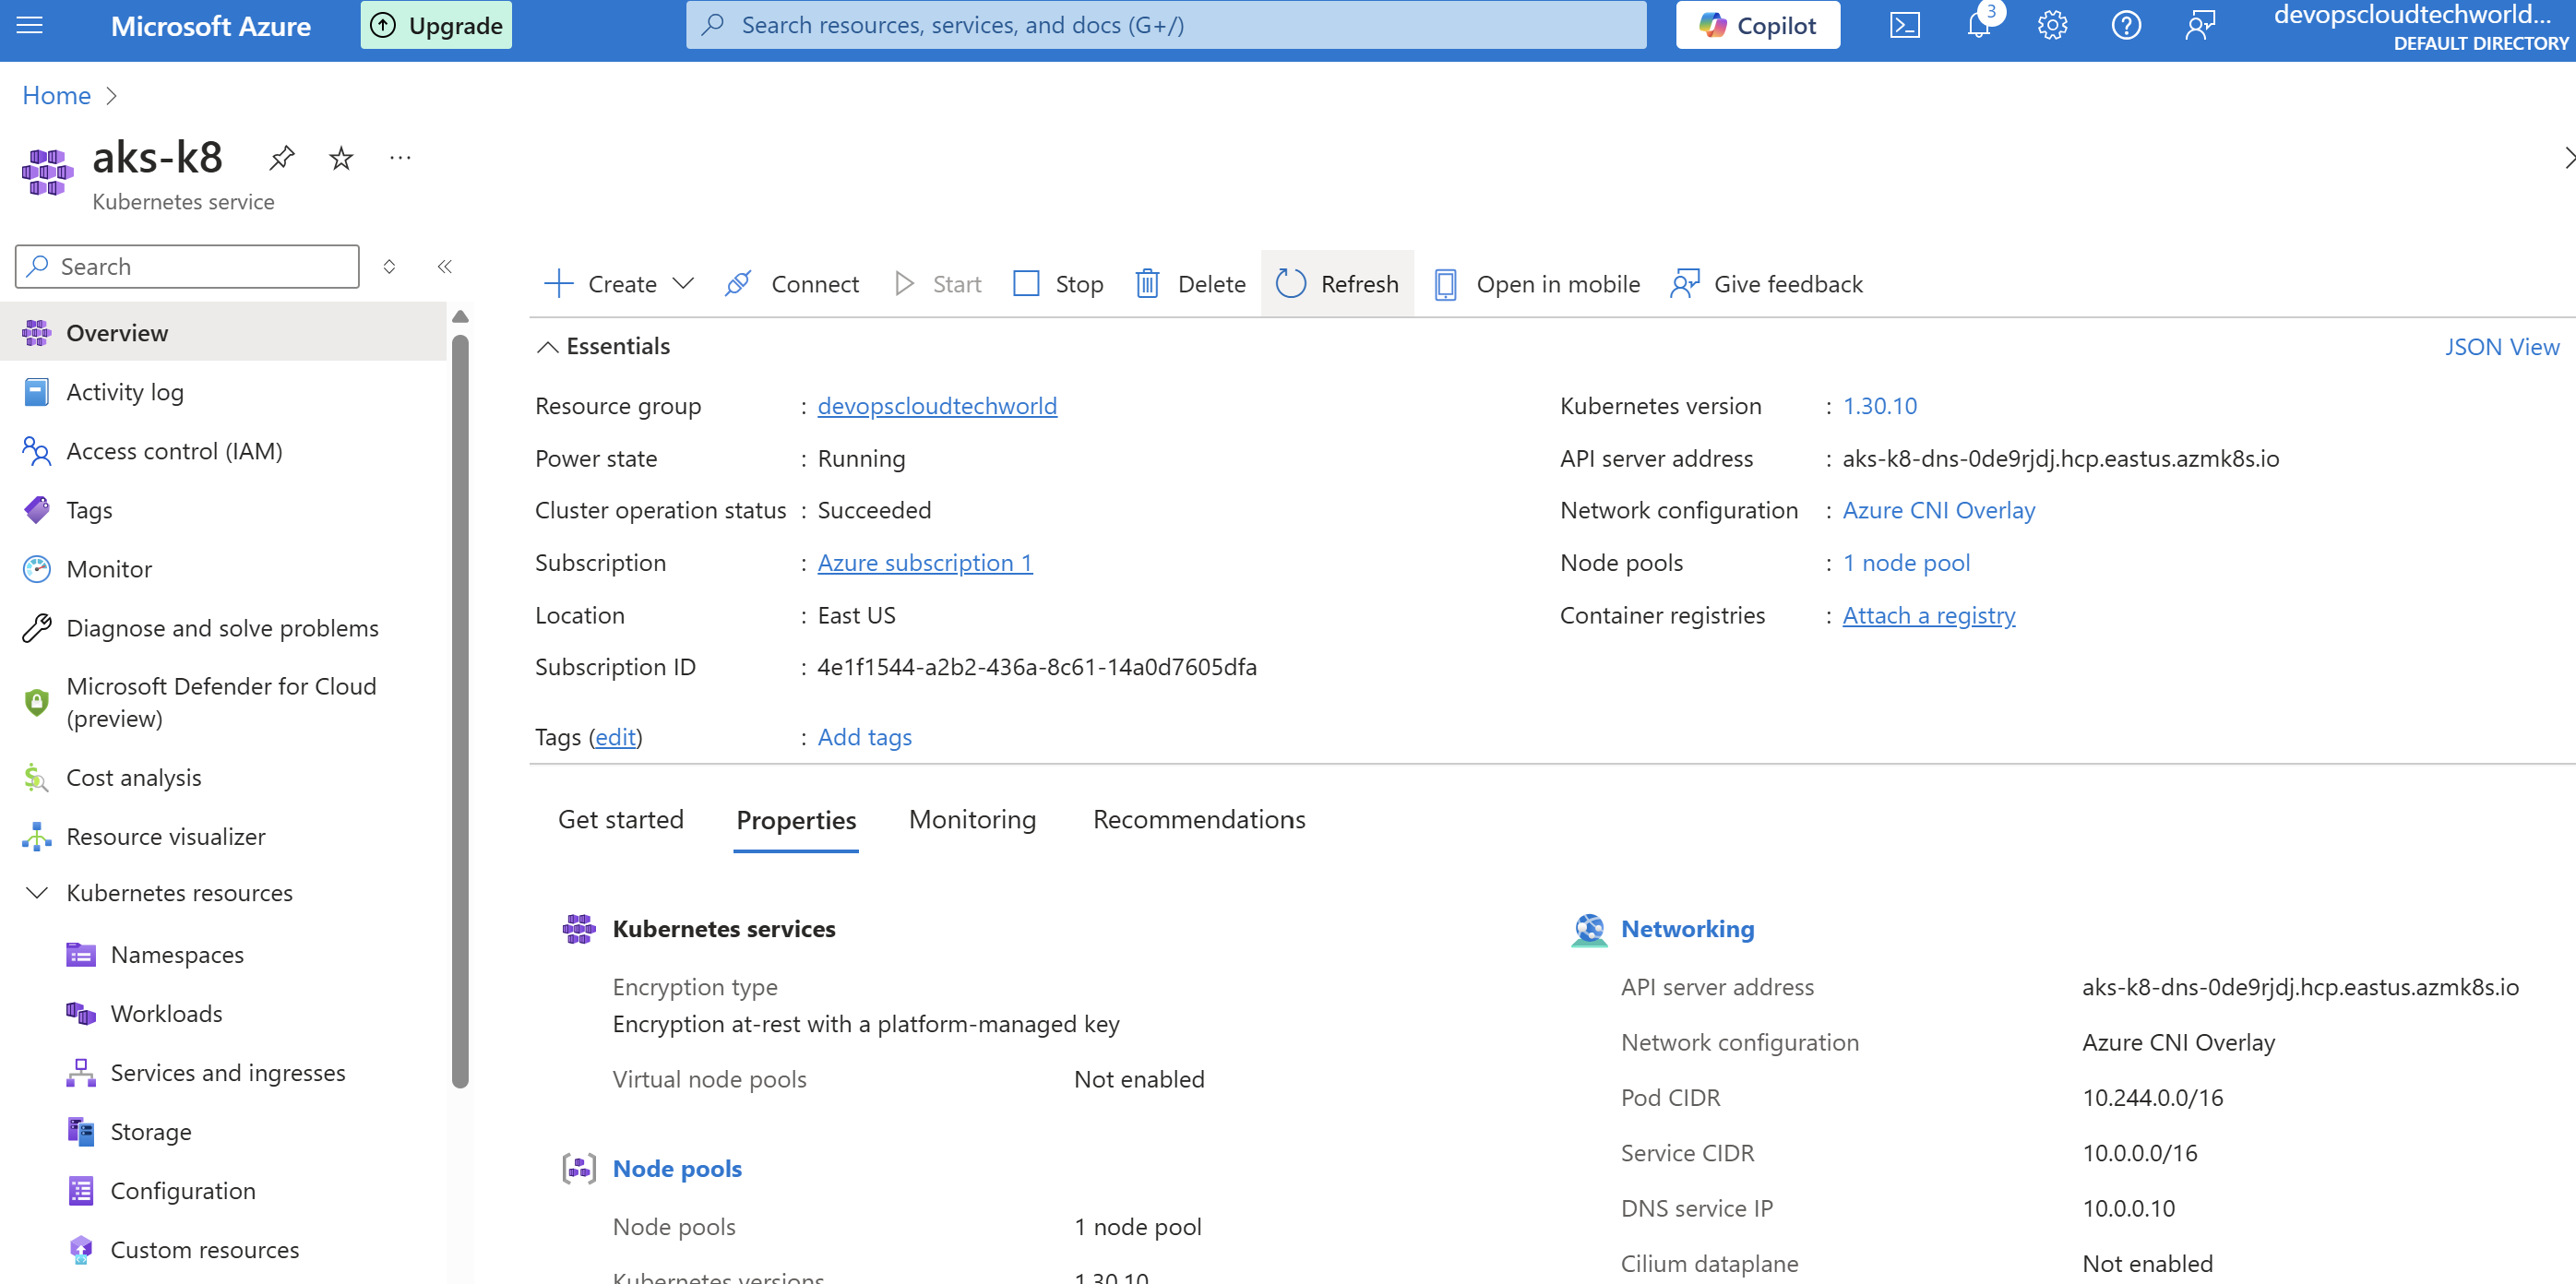 Microsoft Azure
Upgrade
Search resources, services, and docs (G+/)
Copilot
3
devopscloudtechworld...
DEFAULT DIRECTORY
Home
aks-k8
Kubernetes service
Search
Create
Connect
Start
Stop
Delete
Refresh
Open in mobile
Give feedback
Overview
Activity log
Access control (IAM)
Tags
Monitor
Diagnose and solve problems
Microsoft Defender for Cloud
(preview)
Cost analysis
Resource visualizer
Kubernetes resources
Namespaces
Workloads
Services and ingresses
Storage
Configuration
Custom resources
Essentials
JSON View
Resource group : devopscloudtechworld
Power state : Running
Cluster operation status : Succeeded
Subscription : Azure subscription 1
Location : East US
Subscription ID : 4e1f1544-a2b2-436a-8c61-14a0d7605dfa
Tags (edit) : Add tags
Kubernetes version : 1.30.10
API server address : aks-k8-dns-0de9rjdj.hcp.eastus.azmk8s.io
Network configuration : Azure CNI Overlay
Node pools : 1 node pool
Container registries : Attach a registry
Get started
Properties
Monitoring
Recommendations
Kubernetes services
Encryption type
Encryption at-rest with a platform-managed key
Virtual node pools Not enabled
Node pools
Node pools 1 node pool
Kubernetes versions 1.30.10
Networking
API server address aks-k8-dns-0de9rjdj.hcp.eastus.azmk8s.io
Network configuration Azure CNI Overlay
Pod CIDR 10.244.0.0/16
Service CIDR 10.0.0.0/16
DNS service IP 10.0.0.10
Cilium dataplane Not enabled